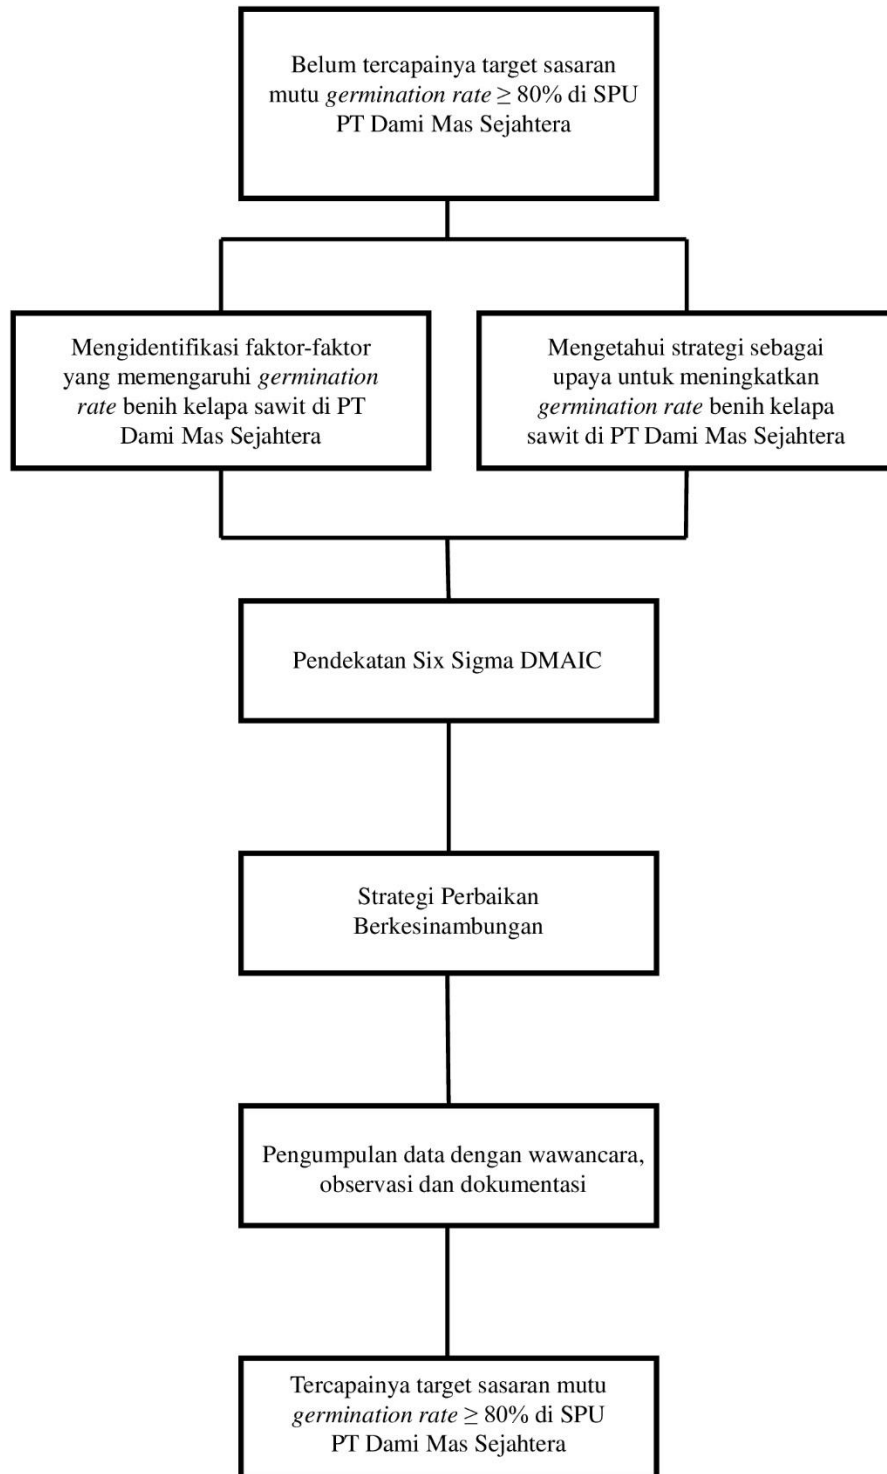 Belum tercapainya target sasaran
mutu germination rate ≥ 80% di SPU
PT Dami Mas Sejahtera
Mengidentifikasi faktor-faktor
yang memengaruhi germination
rate benih kelapa sawit di PT
Dami Mas Sejahtera
Mengetahui strategi sebagai
upaya untuk meningkatkan
germination rate benih kelapa
sawit di PT Dami Mas Sejahtera
Pendekatan Six Sigma DMAIC
Strategi Perbaikan
Berkesinambungan
Pengumpulan data dengan wawancara,
observasi dan dokumentasi
Tercapainya target sasaran mutu
germination rate ≥ 80% di SPU
PT Dami Mas Sejahtera